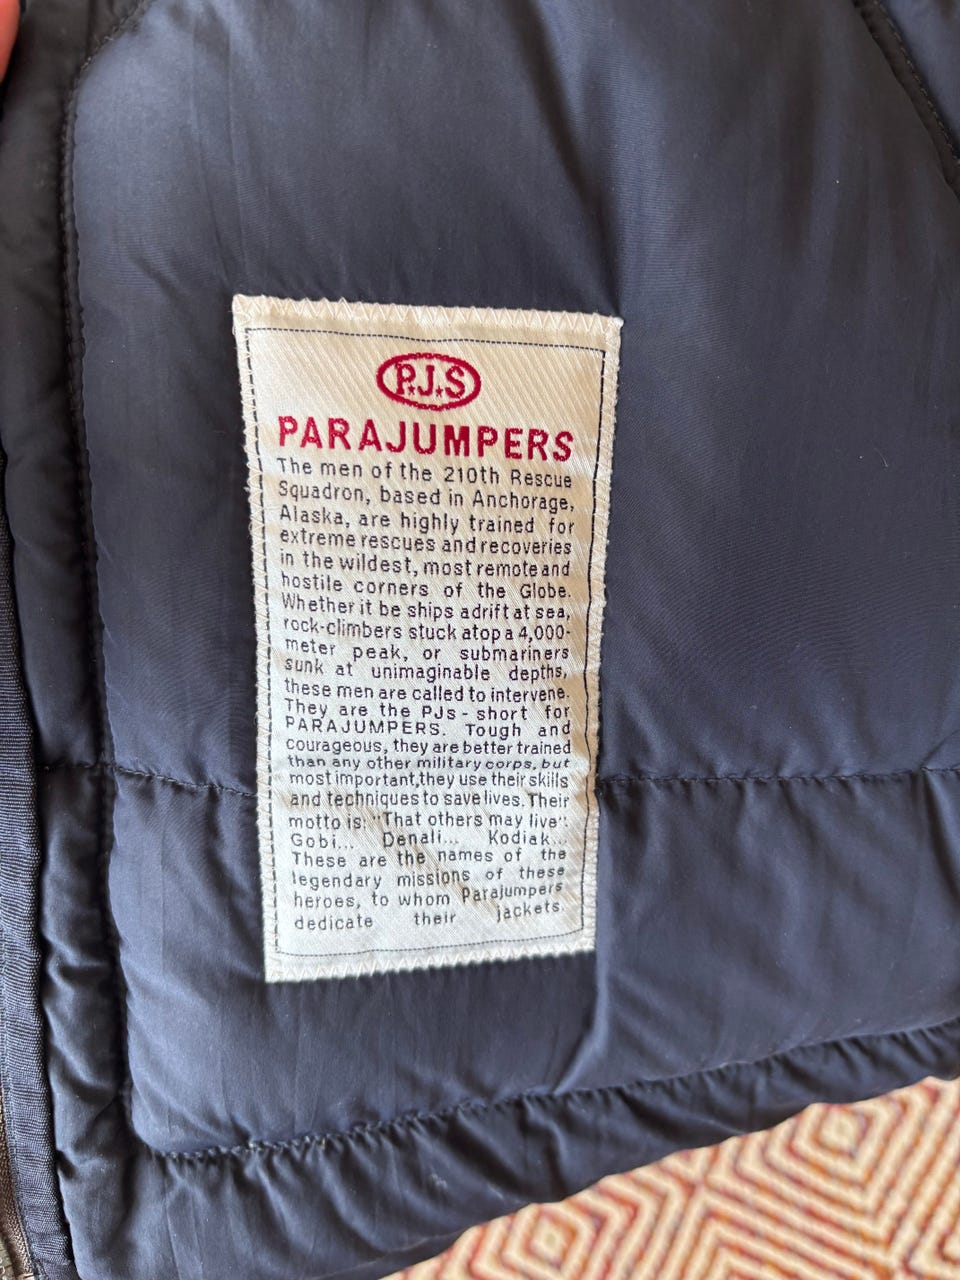 P.J.S
PARAJUMPERS
The men of the 210th Rescue
Squadron, based in Anchorage,
Alaska, are highly trained for
extreme rescues and recoveries
in the wildest, most remote and
hostile corners of the Globe.
Whether it be ships adrift at sea,
rock-climbers stuck atop a 4,000-
meter peak, or submariners
sunk at unimaginable depths,
these men are called to intervene.
They are the PJs - short for
PARAJUMPERS. Tough and
courageous, they are better trained
than any other military corps, but
most important, they use their skills
and techniques to save lives. Their
motto is: "That others may live".
Gobi... Denali... Kodiak...
These are the names of the
legendary missions of these
heroes, to whom Parajumpers
dedicate their jackets.